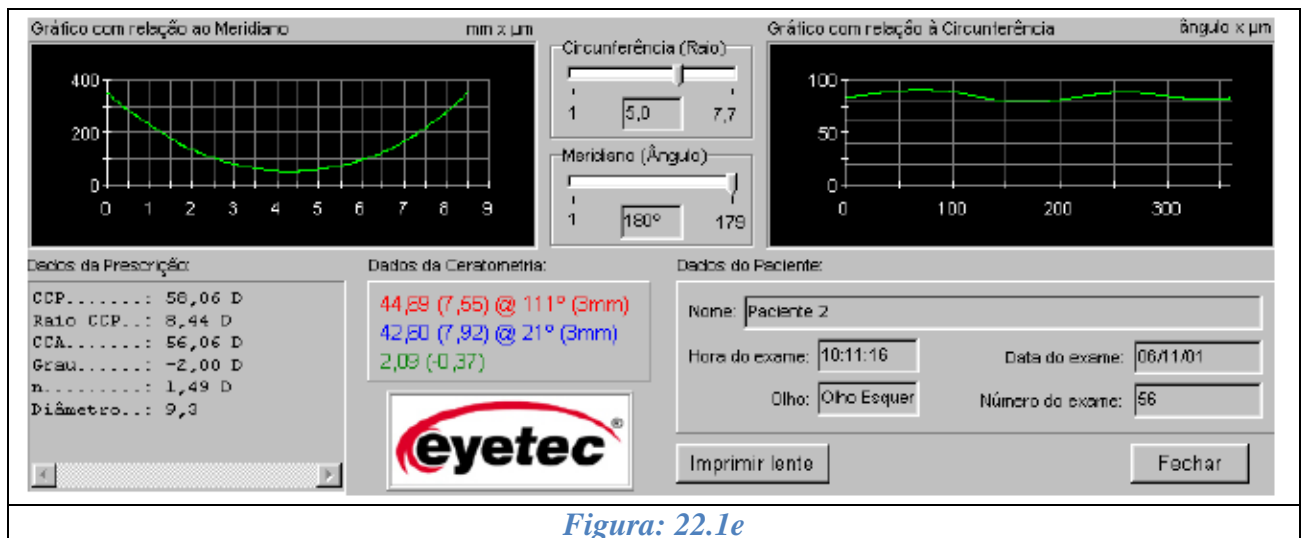 Gráfico com relação ao Meridiano mm x µm
400
200
0
0 1 2 3 4 5 6 7 8 9
Circunferência (Raio)
1 5,0 7,7
Meridiano (Ângulo)
1 180º 179
Gráfico com relação à Circunferência ângulo x µm
100
50
0
0 100 200 300
Dados da Prescrição:
CCP.......: 58,06 D
Raio CCP..: 8,44 D
CCA.......: 56,06 D
Grau......: -2,00 D
n.........: 1,49 D
Diâmetro..: 9,3
Dados da Ceratometria:
44,69 (7,55) @ 111º (3mm)
42,60 (7,92) @ 21º (3mm)
2,09 (-0,37)
eyetec®
Dados do Paciente:
Nome: Paciente 2
Hora do exame: 10:11:16 Data do exame: 06/11/01
Olho: Olho Esquer Número do exame: 56
Imprimir lente Fechar
Figura: 22.1e